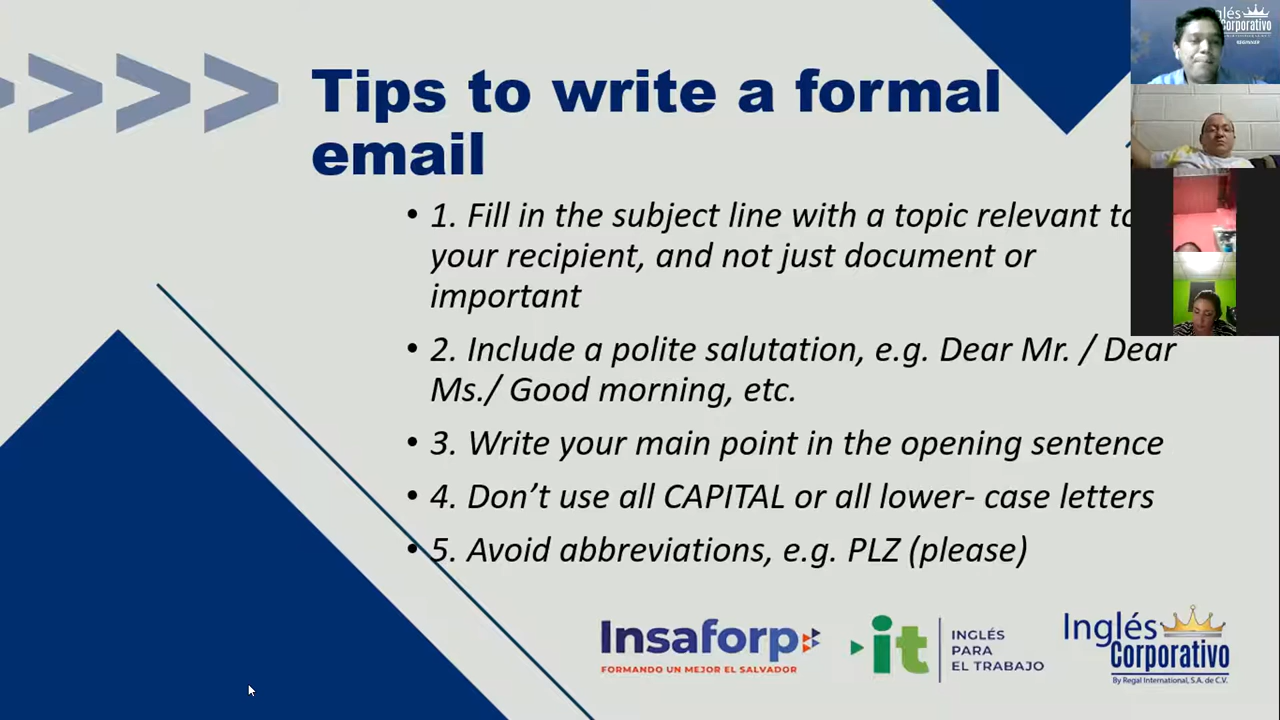 Tips to write a formal
email
• 1. Fill in the subject line with a topic relevant to
your recipient, and not just document or
important
• 2. Include a polite salutation, e.g. Dear Mr. / Dear
Ms./ Good morning, etc.
• 3. Write your main point in the opening sentence
• 4. Don’t use all CAPITAL or all lower- case letters
• 5. Avoid abbreviations, e.g. PLZ (please)
Insaforp
FORMANDO UN MEJOR EL SALVADOR
it
INGLÉS
PARA
EL TRABAJO
Inglés
Corporativo
By Regal International, S.A. de C.V.
Corporativo
BEGINNER